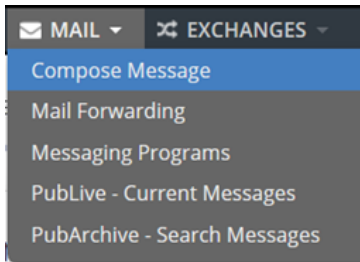 MAIL EXCHANGES
Compose Message
Mail Forwarding
Messaging Programs
PubLive - Current Messages
PubArchive - Search Messages